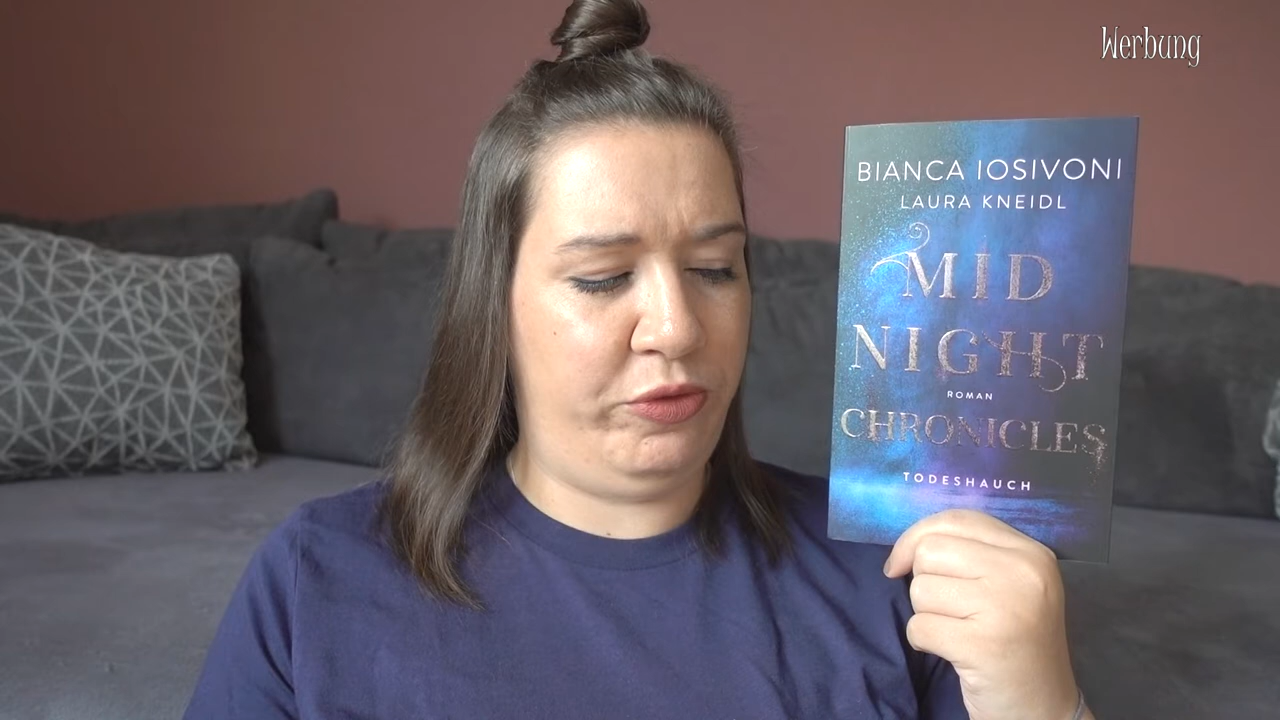 Werbung
BIANCA IOSIVONI
LAURA KNEIDL
MID
NIGHT
ROMAN
CHRONICLES
TODESHAUCH